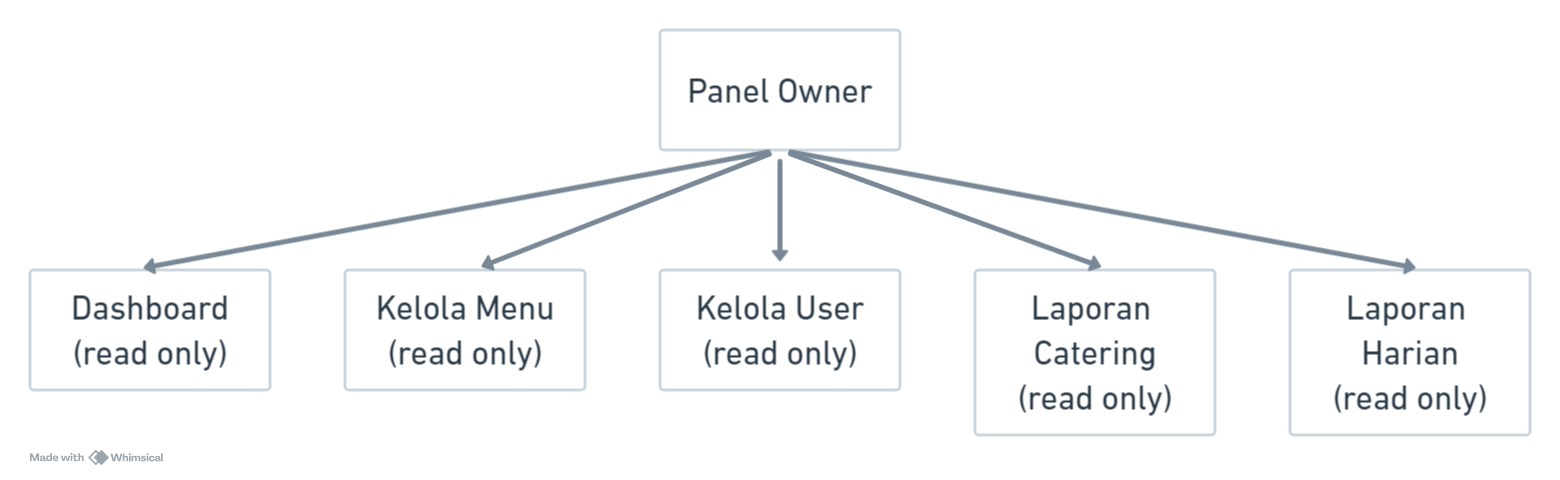 Panel Owner
Dashboard
(read only)
Kelola Menu
(read only)
Kelola User
(read only)
Laporan
Catering
(read only)
Laporan
Harian
(read only)
Made with Whimsical